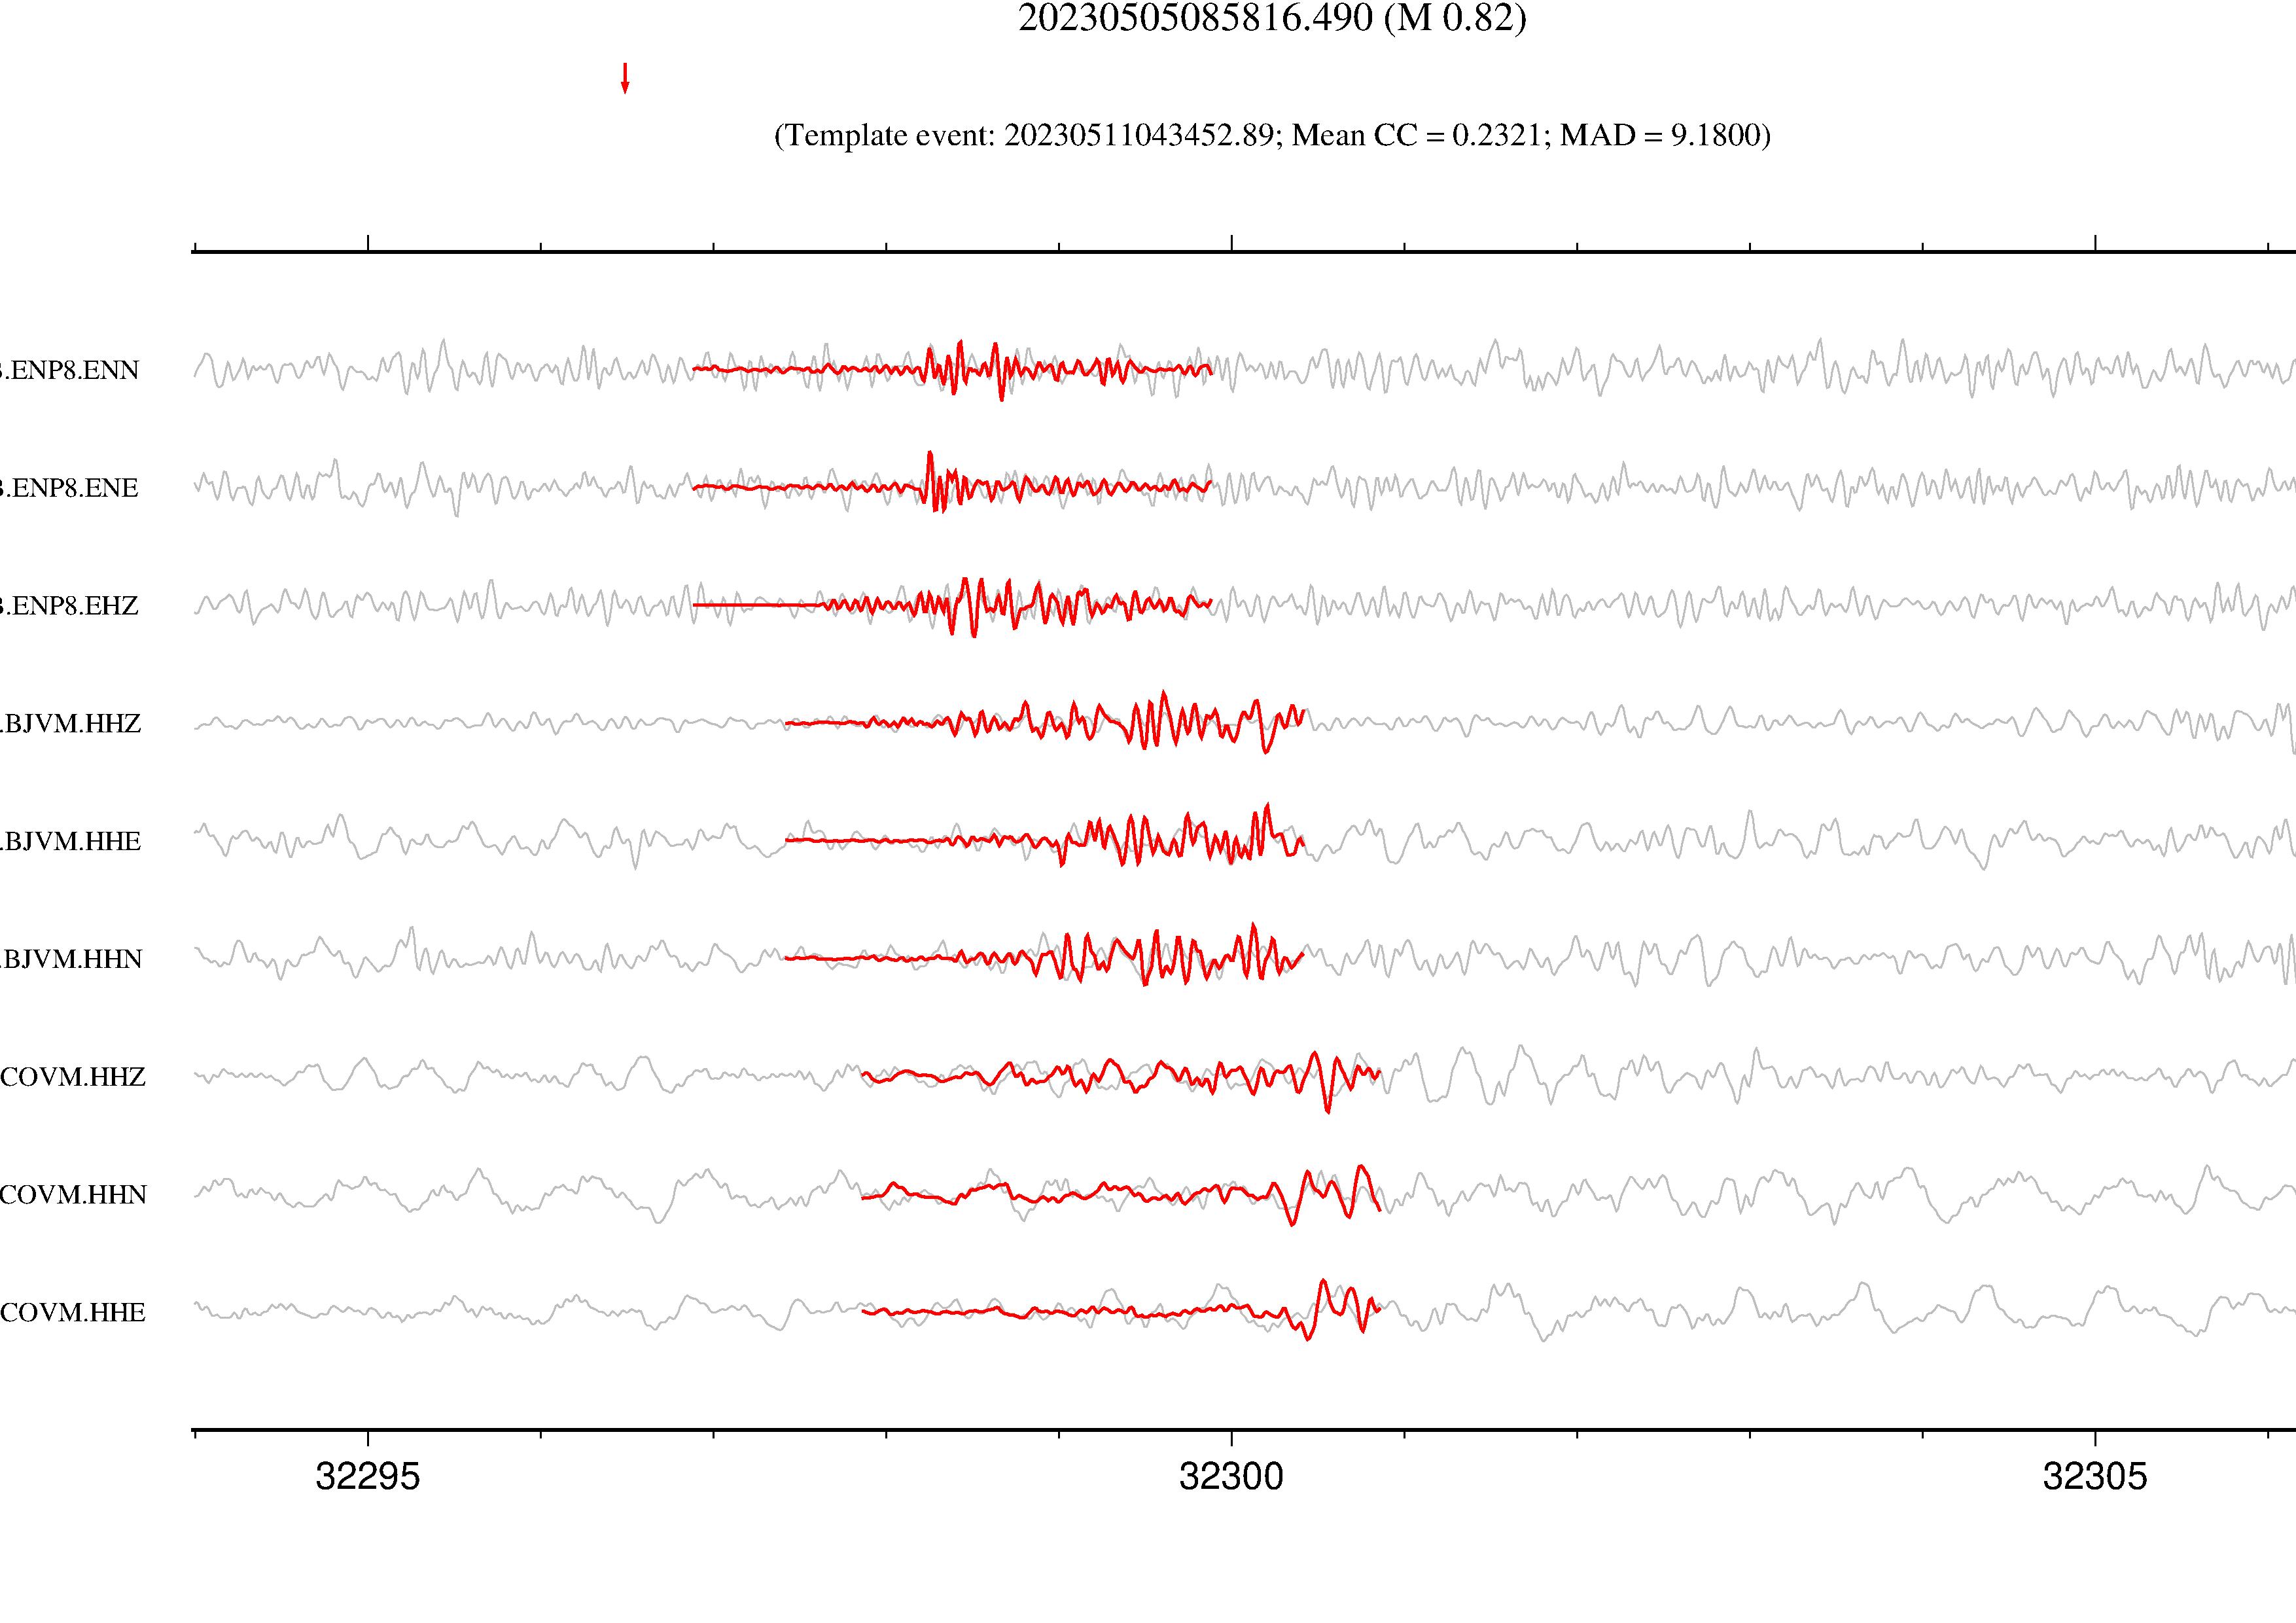 20230505085816.490 (M 0.82)
(Template event: 20230511043452.89; Mean CC = 0.2321; MAD = 9.1800)
.ENP8.ENN
.ENP8.ENE
.ENP8.EHZ
.BJVM.HHZ
.BJVM.HHE
.BJVM.HHN
COVM.HHZ
COVM.HHN
COVM.HHE
32295 32300 32305